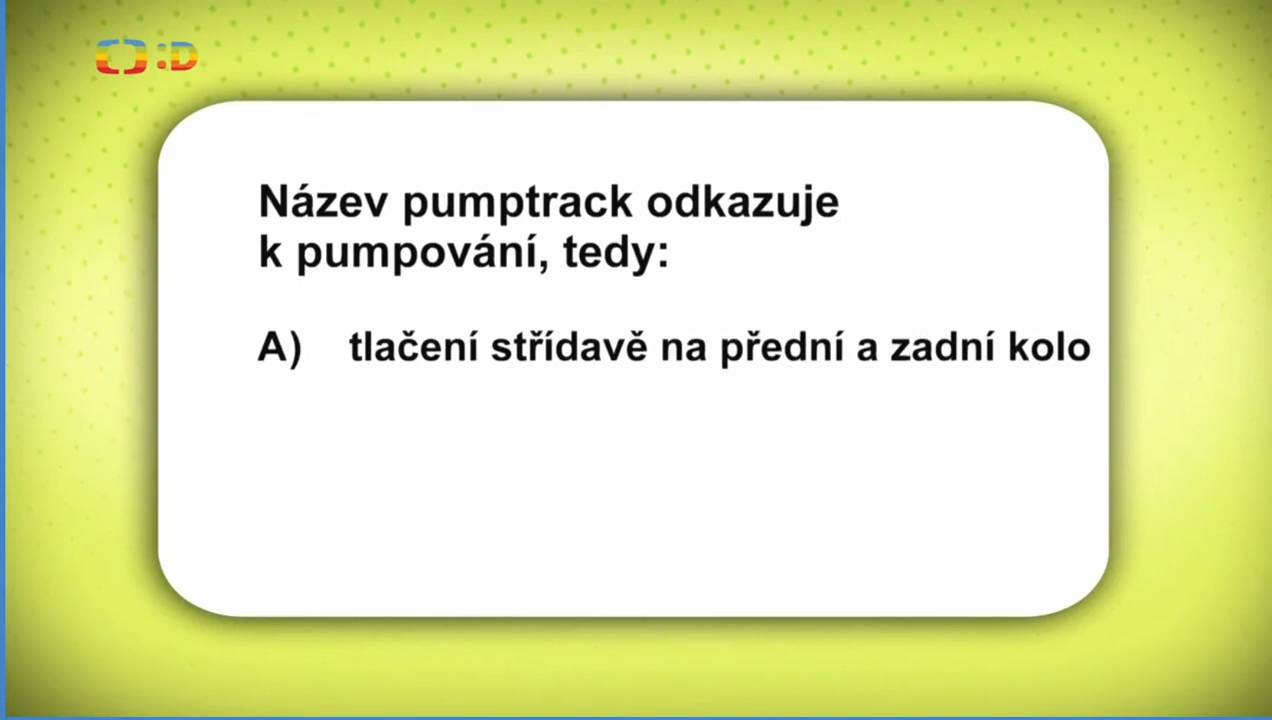 :D
Název pumptrack odkazuje
k pumpování, tedy:
A) tlačení střídavě na přední a zadní kolo